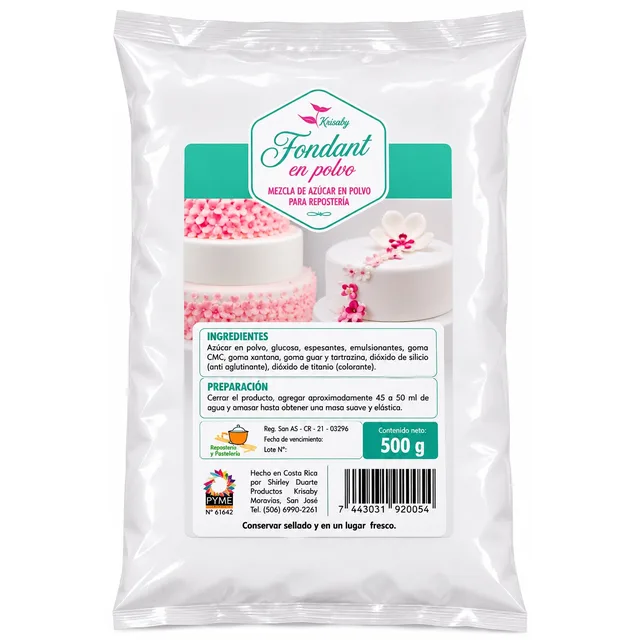 Krisaby
Fondant
en polvo
MEZCLA DE AZÚCAR EN POLVO
PARA REPOSTERÍA
INGREDIENTES
Azúcar en polvo, glucosa, espesantes, emulsionantes, goma
CMC, goma xantana, goma guar y tartrazina, dióxido de silicio
(anti aglutinante), dióxido de titanio (colorante).
PREPARACIÓN
Cerrar el producto, agregar aproximadamente 45 a 50 ml de
agua y amasar hasta obtener una masa suave y elástica.
Repostería
y Pastelería
Reg. San AS - CR - 21 - 03296
Fecha de vencimiento:
Lote N°:
Contenido neto:
500 g
PYME
N° 61642
Hecho en Costa Rica
por Shirley Duarte
Productos Krisaby
Moravias, San José
Tel. (506) 6990-2261
7 443031 920054
Conservar sellado y en un lugar fresco.